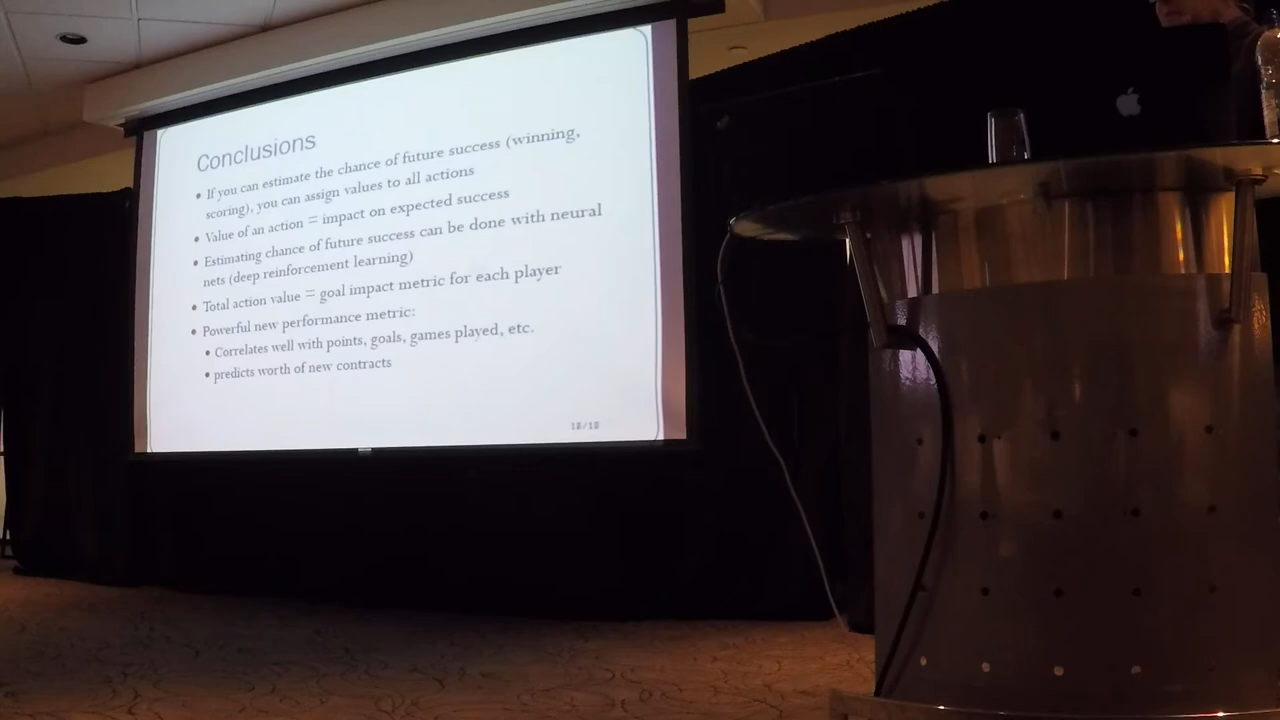 Conclusions
• If you can estimate the chance of future success (winning,
scoring), you can assign values to all actions
• Value of an action = impact on expected success
• Estimating chance of future success can be done with neural
nets (deep reinforcement learning)
• Total action value = goal impact metric for each player
• Powerful new performance metric:
• Correlates well with points, goals, games played, etc.
• predicts worth of new contracts
18/18